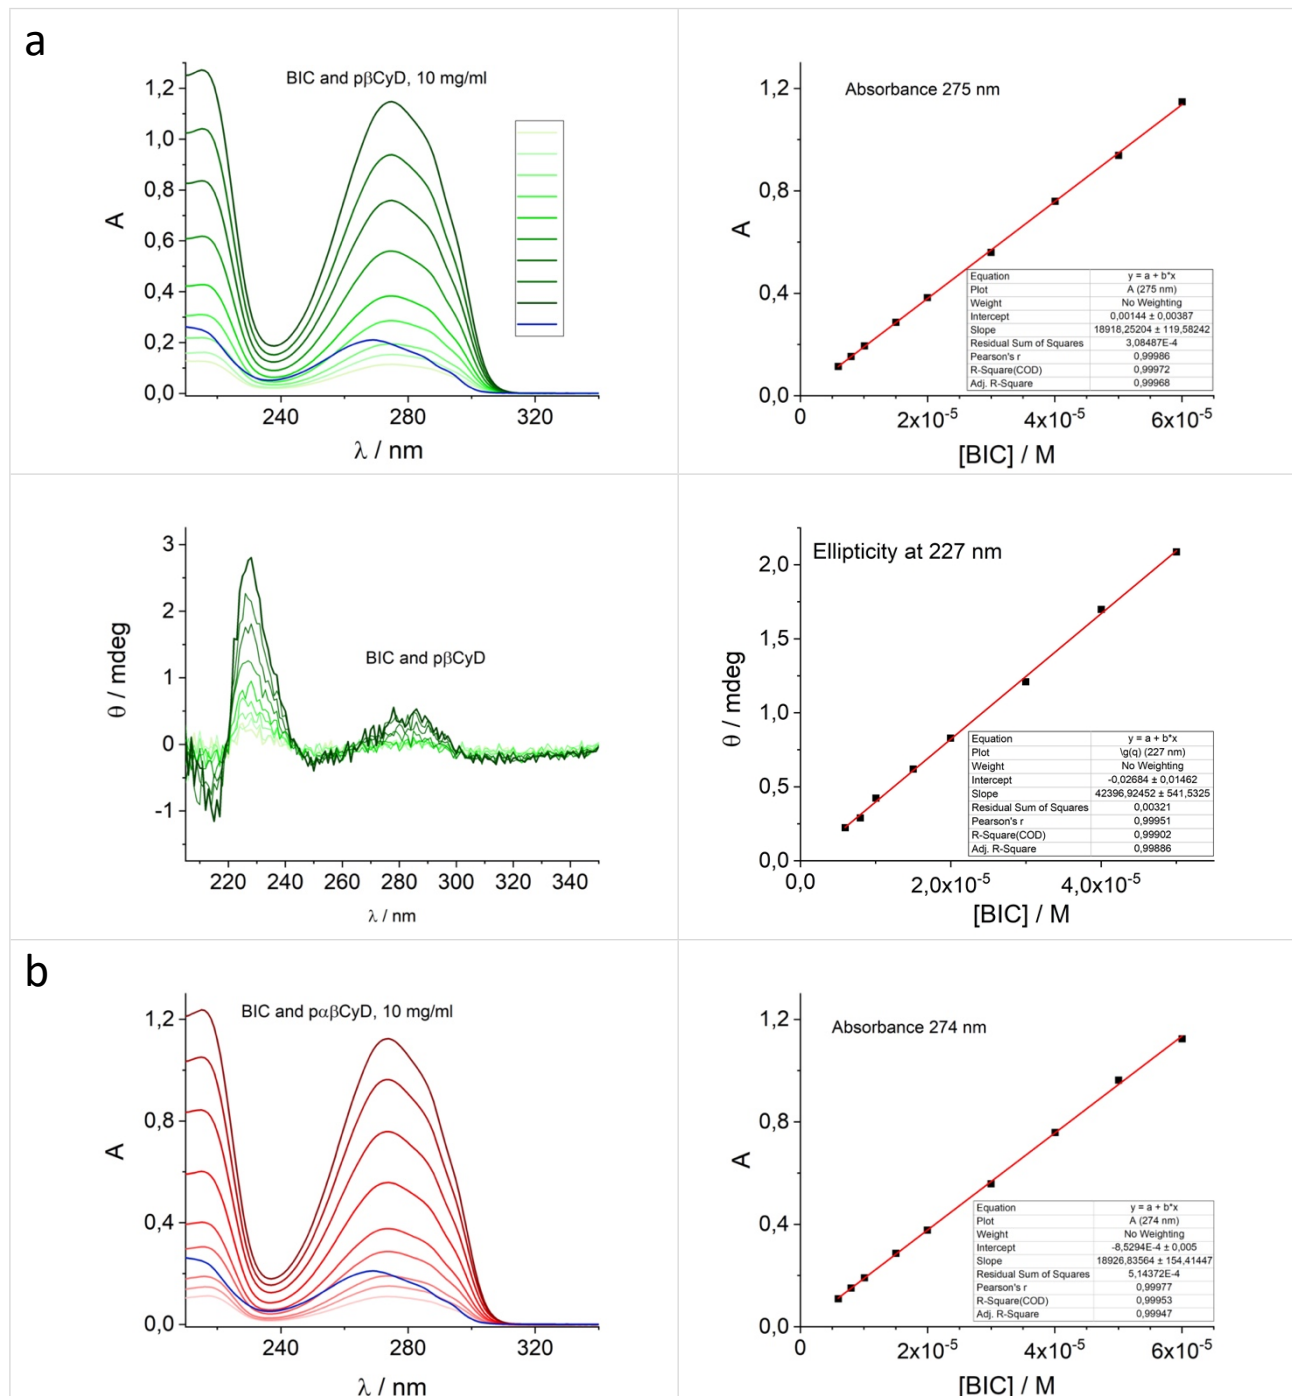 a
BIC and pβCyD, 10 mg/ml
1,2
1,0
0,8
0,6
0,4
0,2
0,0
A
240
280
320
λ / nm
Absorbance 275 nm
1,2
0,8
0,4
0,0
A
Equation y = a + b*x
Plot A (275 nm)
Weight No Weighting
Intercept 0,00144 ± 0,00387
Slope 18918,25204 ± 119,58242
Residual Sum of Squares 3,08487E-4
Pearson's r 0,99986
R-Square(COD) 0,99972
Adj. R-Square 0,99968
0
2x10⁻⁵
4x10⁻⁵
6x10⁻⁵
[BIC] / M
3
2
1
0
-1
θ / mdeg
BIC and pβCyD
220 240 260 280 300 320 340
λ / nm
Ellipticity at 227 nm
2,0
1,5
1,0
0,5
0,0
θ / mdeg
Equation y = a + b*x
Plot \g(q) (227 nm)
Weight No Weighting
Intercept -0,02684 ± 0,01462
Slope 42396,92452 ± 541,5325
Residual Sum of Squares 0,00321
Pearson's r 0,99951
R-Square(COD) 0,99902
Adj. R-Square 0,99886
0,0
2,0x10⁻⁵
4,0x10⁻⁵
[BIC] / M
b
BIC and pαβCyD, 10 mg/ml
1,2
0,8
0,4
0,0
A
240
280
320
λ / nm
Absorbance 274 nm
1,2
0,8
0,4
0,0
A
Equation y = a + b*x
Plot A (274 nm)
Weight No Weighting
Intercept -8,5294E-4 ± 0,005
Slope 18926,83564 ± 154,41447
Residual Sum of Squares 5,14372E-4
Pearson's r 0,99977
R-Square(COD) 0,99953
Adj. R-Square 0,99947
0
2x10⁻⁵
4x10⁻⁵
6x10⁻⁵
[BIC] / M